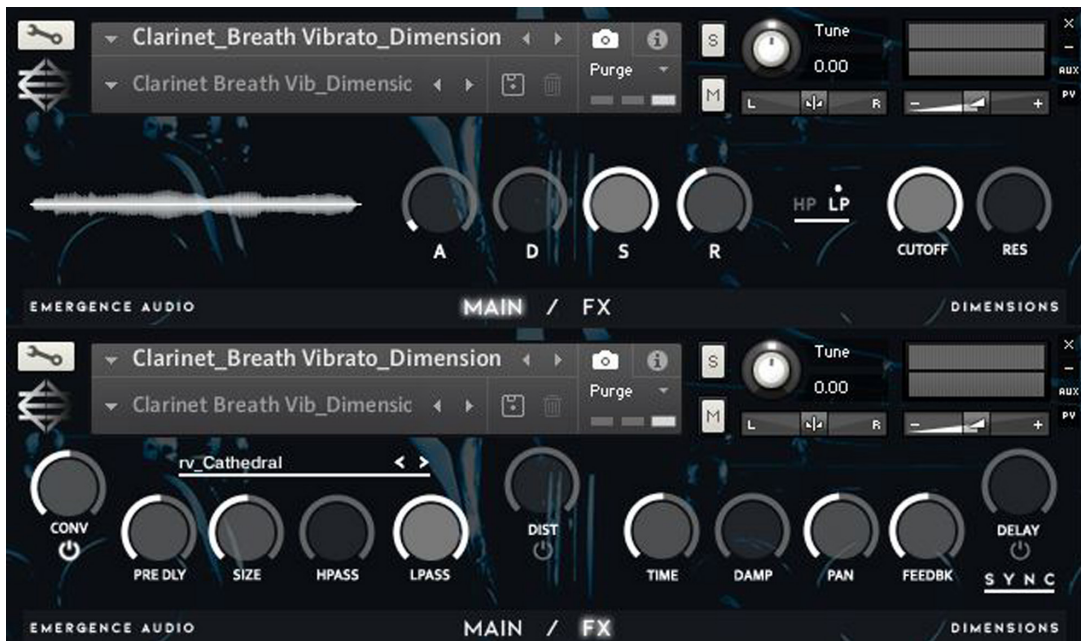 Clarinet_Breath Vibrato_Dimension
S
Tune
0.00
AUX
PV
Clarinet Breath Vib_Dimensic
Purge
M
L
R
- +
A
D
S
R
HP LP
CUTOFF
RES
EMERGENCE AUDIO
MAIN / FX
DIMENSIONS
Clarinet_Breath Vibrato_Dimension
S
Tune
0.00
AUX
PV
Clarinet Breath Vib_Dimensic
Purge
M
L
R
- +
rv_Cathedral
CONV
PRE DLY
SIZE
HPASS
LPASS
DIST
TIME
DAMP
PAN
FEEDBK
DELAY
SYNC
EMERGENCE AUDIO
MAIN / FX
DIMENSIONS